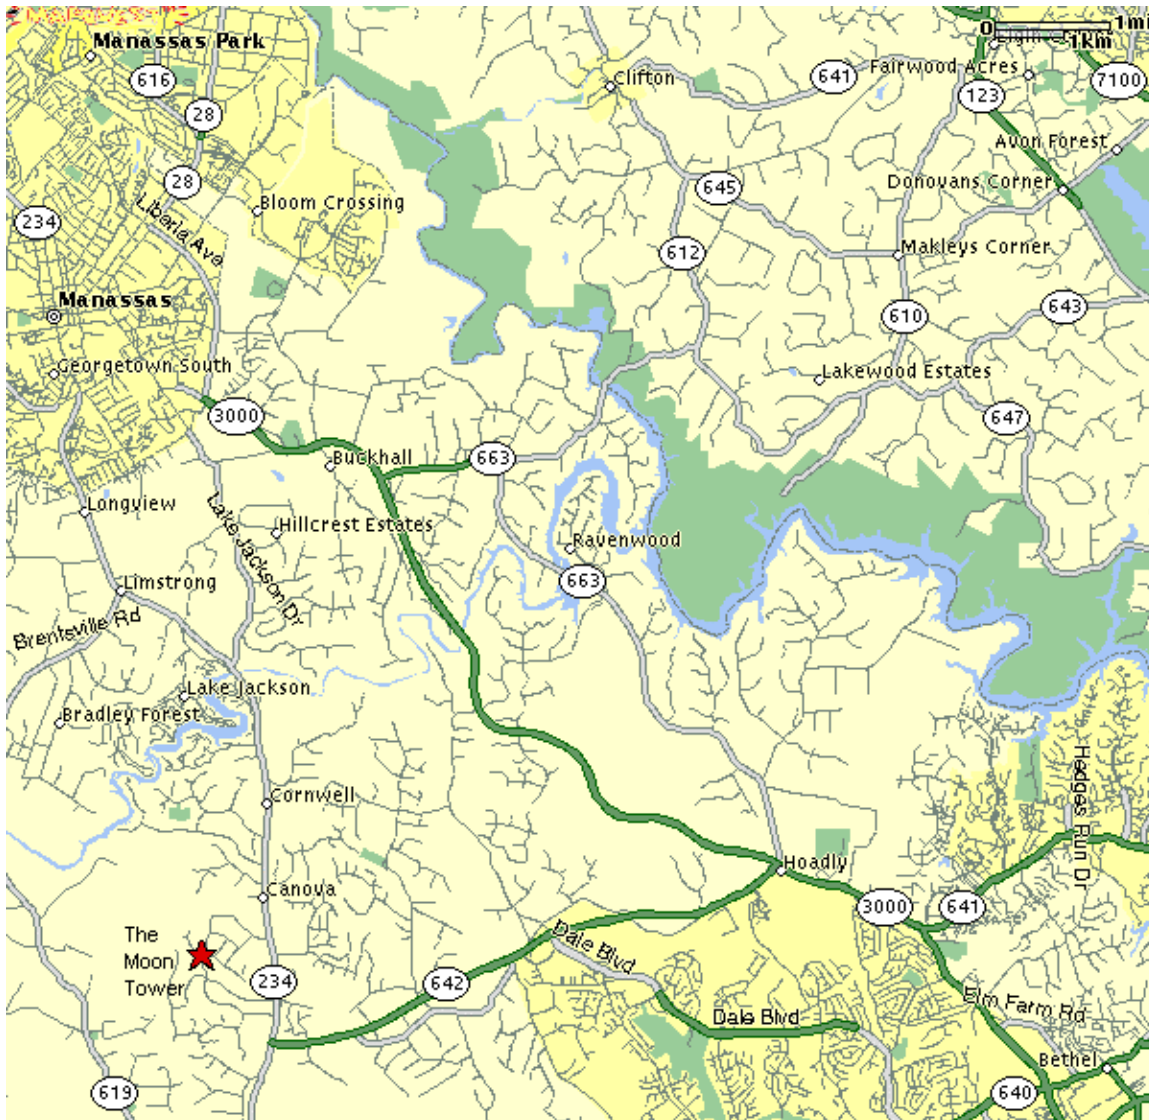 0
1mi
1km
Manassas Park
Clifton
641
Fairwood Acres
7100
616
28
123
Avon Forest
28
645
Donovans Corner
Bloom Crossing
234
Liberia Ave
612
Makleys Corner
Manassas
610
643
Georgetown South
Lakewood Estates
3000
647
Buckhall
663
Longview
Lake Jackson Dr
Hillcrest Estates
Ravenwood
Limstrong
663
Brentsville Rd
Lake Jackson
Bradley Forest
Hedges Run Dr
Cornwell
Hoadly
Canova
3000
641
The
Moon
Tower
Dale Blvd
234
642
Elm Farm Rd
Dale Blvd
Bethel
619
640